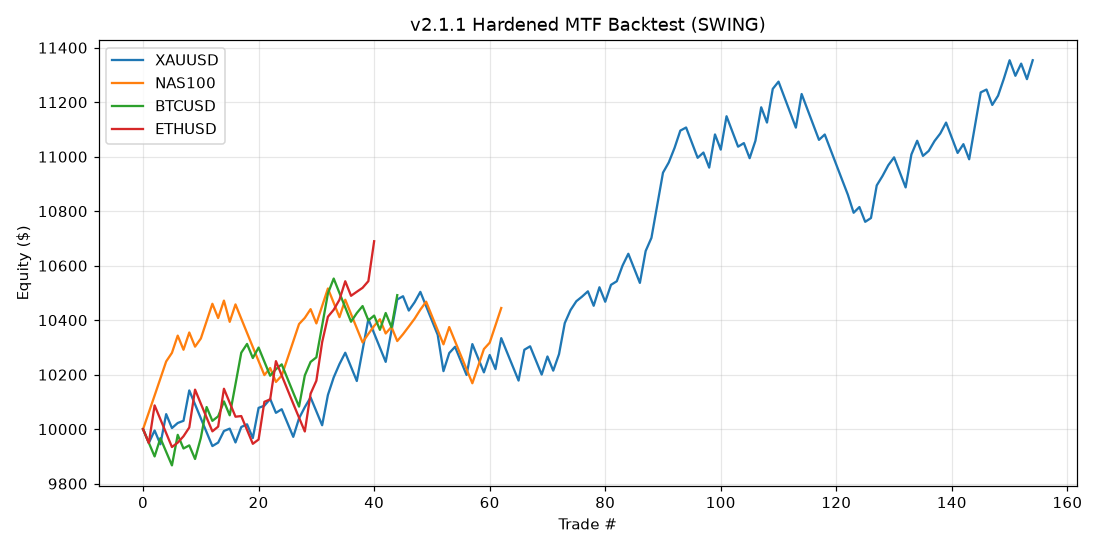 v2.1.1 Hardened MTF Backtest (SWING)
XAUUSD
NAS100
BTCUSD
ETHUSD
Equity ($)
11400
11200
11000
10800
10600
10400
10200
10000
9800
0 20 40 60 80 100 120 140 160
Trade #